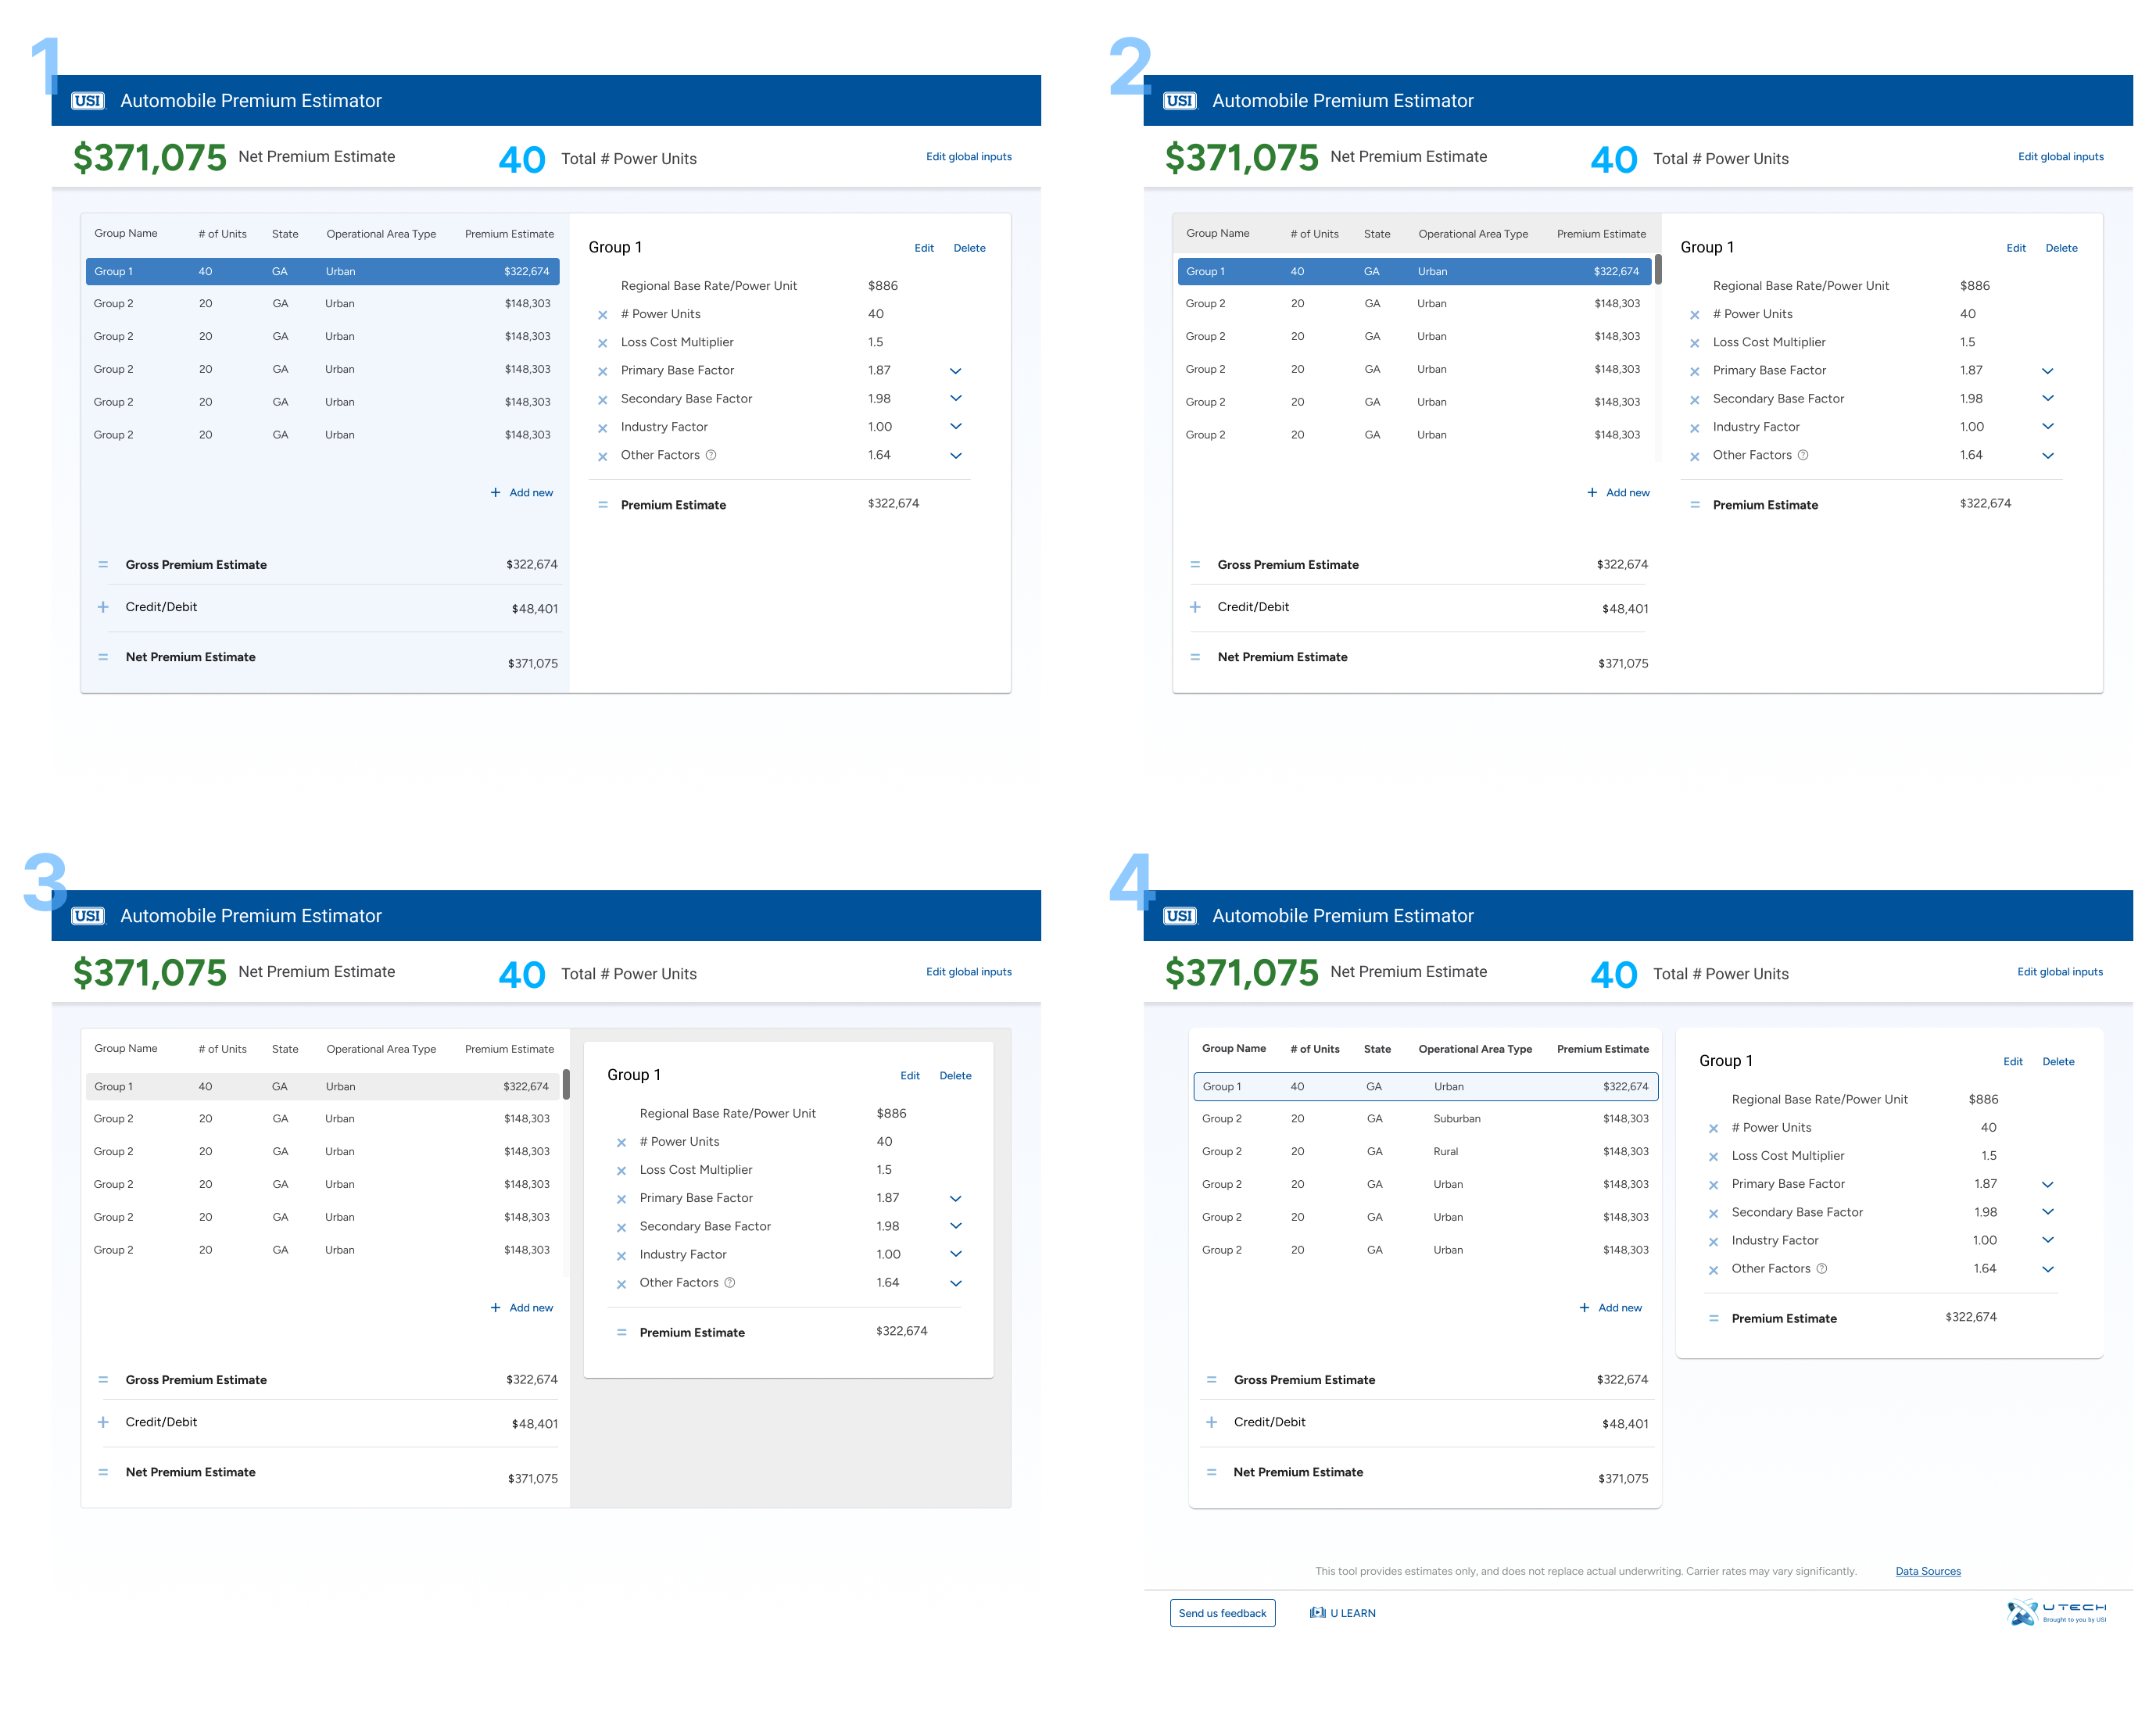 1
USI Automobile Premium Estimator
$371,075 Net Premium Estimate 40 Total # Power Units Edit global inputs
Group Name # of Units State Operational Area Type Premium Estimate
Group 1 40 GA Urban $322,674
Group 2 20 GA Urban $148,303
Group 2 20 GA Urban $148,303
Group 2 20 GA Urban $148,303
Group 2 20 GA Urban $148,303
Group 2 20 GA Urban $148,303
+ Add new
= Gross Premium Estimate $322,674
+ Credit/Debit $48,401
= Net Premium Estimate $371,075
Group 1 Edit Delete
Regional Base Rate/Power Unit $886
× # Power Units 40
× Loss Cost Multiplier 1.5
× Primary Base Factor 1.87
× Secondary Base Factor 1.98
× Industry Factor 1.00
× Other Factors ? 1.64
= Premium Estimate $322,674
2
USI Automobile Premium Estimator
$371,075 Net Premium Estimate 40 Total # Power Units Edit global inputs
Group Name # of Units State Operational Area Type Premium Estimate
Group 1 40 GA Urban $322,674
Group 2 20 GA Urban $148,303
Group 2 20 GA Urban $148,303
Group 2 20 GA Urban $148,303
Group 2 20 GA Urban $148,303
Group 2 20 GA Urban $148,303
+ Add new
= Gross Premium Estimate $322,674
+ Credit/Debit $48,401
= Net Premium Estimate $371,075
Group 1 Edit Delete
Regional Base Rate/Power Unit $886
× # Power Units 40
× Loss Cost Multiplier 1.5
× Primary Base Factor 1.87
× Secondary Base Factor 1.98
× Industry Factor 1.00
× Other Factors ? 1.64
= Premium Estimate $322,674
3
USI Automobile Premium Estimator
$371,075 Net Premium Estimate 40 Total # Power Units Edit global inputs
Group Name # of Units State Operational Area Type Premium Estimate
Group 1 40 GA Urban $322,674
Group 2 20 GA Urban $148,303
Group 2 20 GA Urban $148,303
Group 2 20 GA Urban $148,303
Group 2 20 GA Urban $148,303
Group 2 20 GA Urban $148,303
+ Add new
= Gross Premium Estimate $322,674
+ Credit/Debit $48,401
= Net Premium Estimate $371,075
Group 1 Edit Delete
Regional Base Rate/Power Unit $886
× # Power Units 40
× Loss Cost Multiplier 1.5
× Primary Base Factor 1.87
× Secondary Base Factor 1.98
× Industry Factor 1.00
× Other Factors ? 1.64
= Premium Estimate $322,674
4
USI Automobile Premium Estimator
$371,075 Net Premium Estimate 40 Total # Power Units Edit global inputs
Group Name # of Units State Operational Area Type Premium Estimate
Group 1 40 GA Urban $322,674
Group 2 20 GA Suburban $148,303
Group 2 20 GA Rural $148,303
Group 2 20 GA Urban $148,303
Group 2 20 GA Urban $148,303
Group 2 20 GA Urban $148,303
+ Add new
= Gross Premium Estimate $322,674
+ Credit/Debit $48,401
= Net Premium Estimate $371,075
Group 1 Edit Delete
Regional Base Rate/Power Unit $886
× # Power Units 40
× Loss Cost Multiplier 1.5
× Primary Base Factor 1.87
× Secondary Base Factor 1.98
× Industry Factor 1.00
× Other Factors ? 1.64
= Premium Estimate $322,674
This tool provides estimates only, and does not replace actual underwriting. Carrier rates may vary significantly. Data Sources
Send us feedback U LEARN U TECH
Brought to you by USI